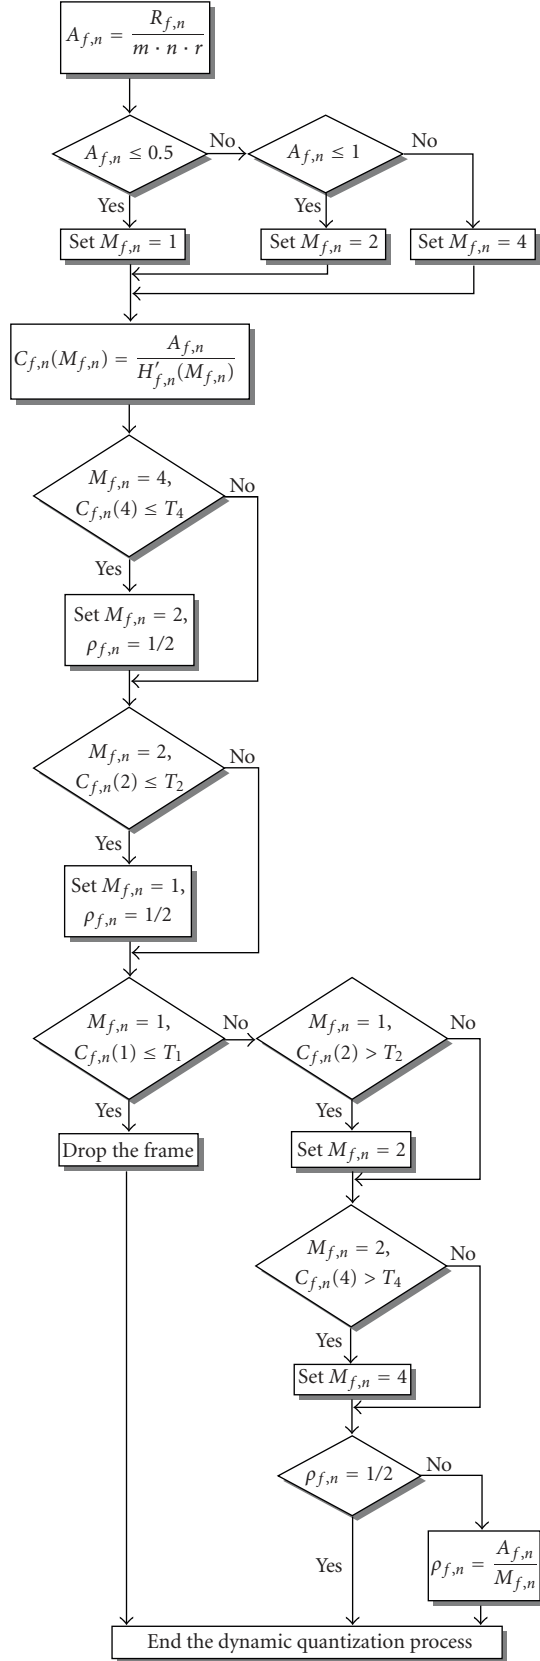 A_{f,n} = \frac{R_{f,n}}{m · n · r}
A_{f,n} ≤ 0.5
No
A_{f,n} ≤ 1
No
Yes
Yes
Set M_{f,n} = 1
Set M_{f,n} = 2
Set M_{f,n} = 4
C_{f,n}(M_{f,n}) = \frac{A_{f,n}}{H'_{f,n}(M_{f,n})}
M_{f,n} = 4,
C_{f,n}(4) ≤ T_4
No
Yes
Set M_{f,n} = 2,
ρ_{f,n} = 1/2
M_{f,n} = 2,
C_{f,n}(2) ≤ T_2
No
Yes
Set M_{f,n} = 1,
ρ_{f,n} = 1/2
M_{f,n} = 1,
C_{f,n}(1) ≤ T_1
No
M_{f,n} = 1,
C_{f,n}(2) > T_2
No
Yes
Yes
Drop the frame
Set M_{f,n} = 2
M_{f,n} = 2,
C_{f,n}(4) > T_4
No
Yes
Set M_{f,n} = 4
ρ_{f,n} = 1/2
No
Yes
ρ_{f,n} = \frac{A_{f,n}}{M_{f,n}}
End the dynamic quantization process